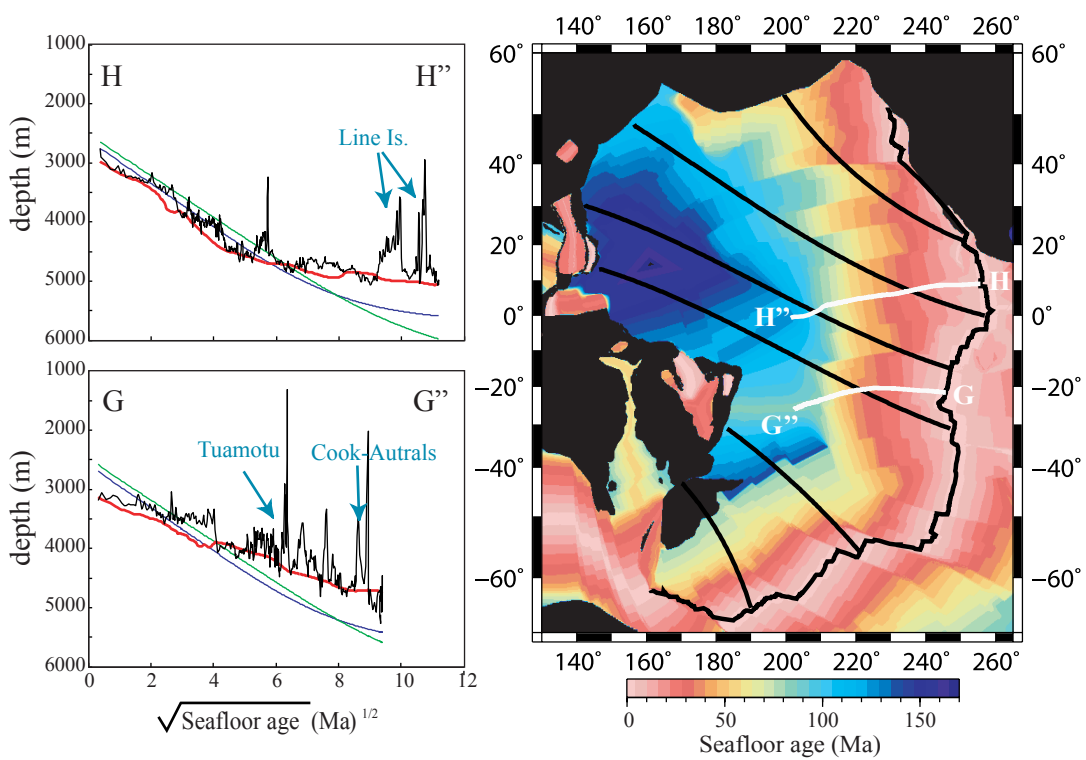 1000
2000
3000
4000
5000
6000
depth (m)
H
H”
Line Is.
1000
2000
3000
4000
5000
6000
depth (m)
G
G”
Tuamotu
Cook-Autrals
0 2 4 6 8 10 12
√Seafloor age (Ma) 1/2
140˚ 160˚ 180˚ 200˚ 220˚ 240˚ 260˚
60˚ 60˚
40˚ 40˚
20˚ 20˚
0˚ 0˚
−20˚ −20˚
−40˚ −40˚
−60˚ −60˚
H
H”
G
G”
140˚ 160˚ 180˚ 200˚ 220˚ 240˚ 260˚
0 50 100 150
Seafloor age (Ma)